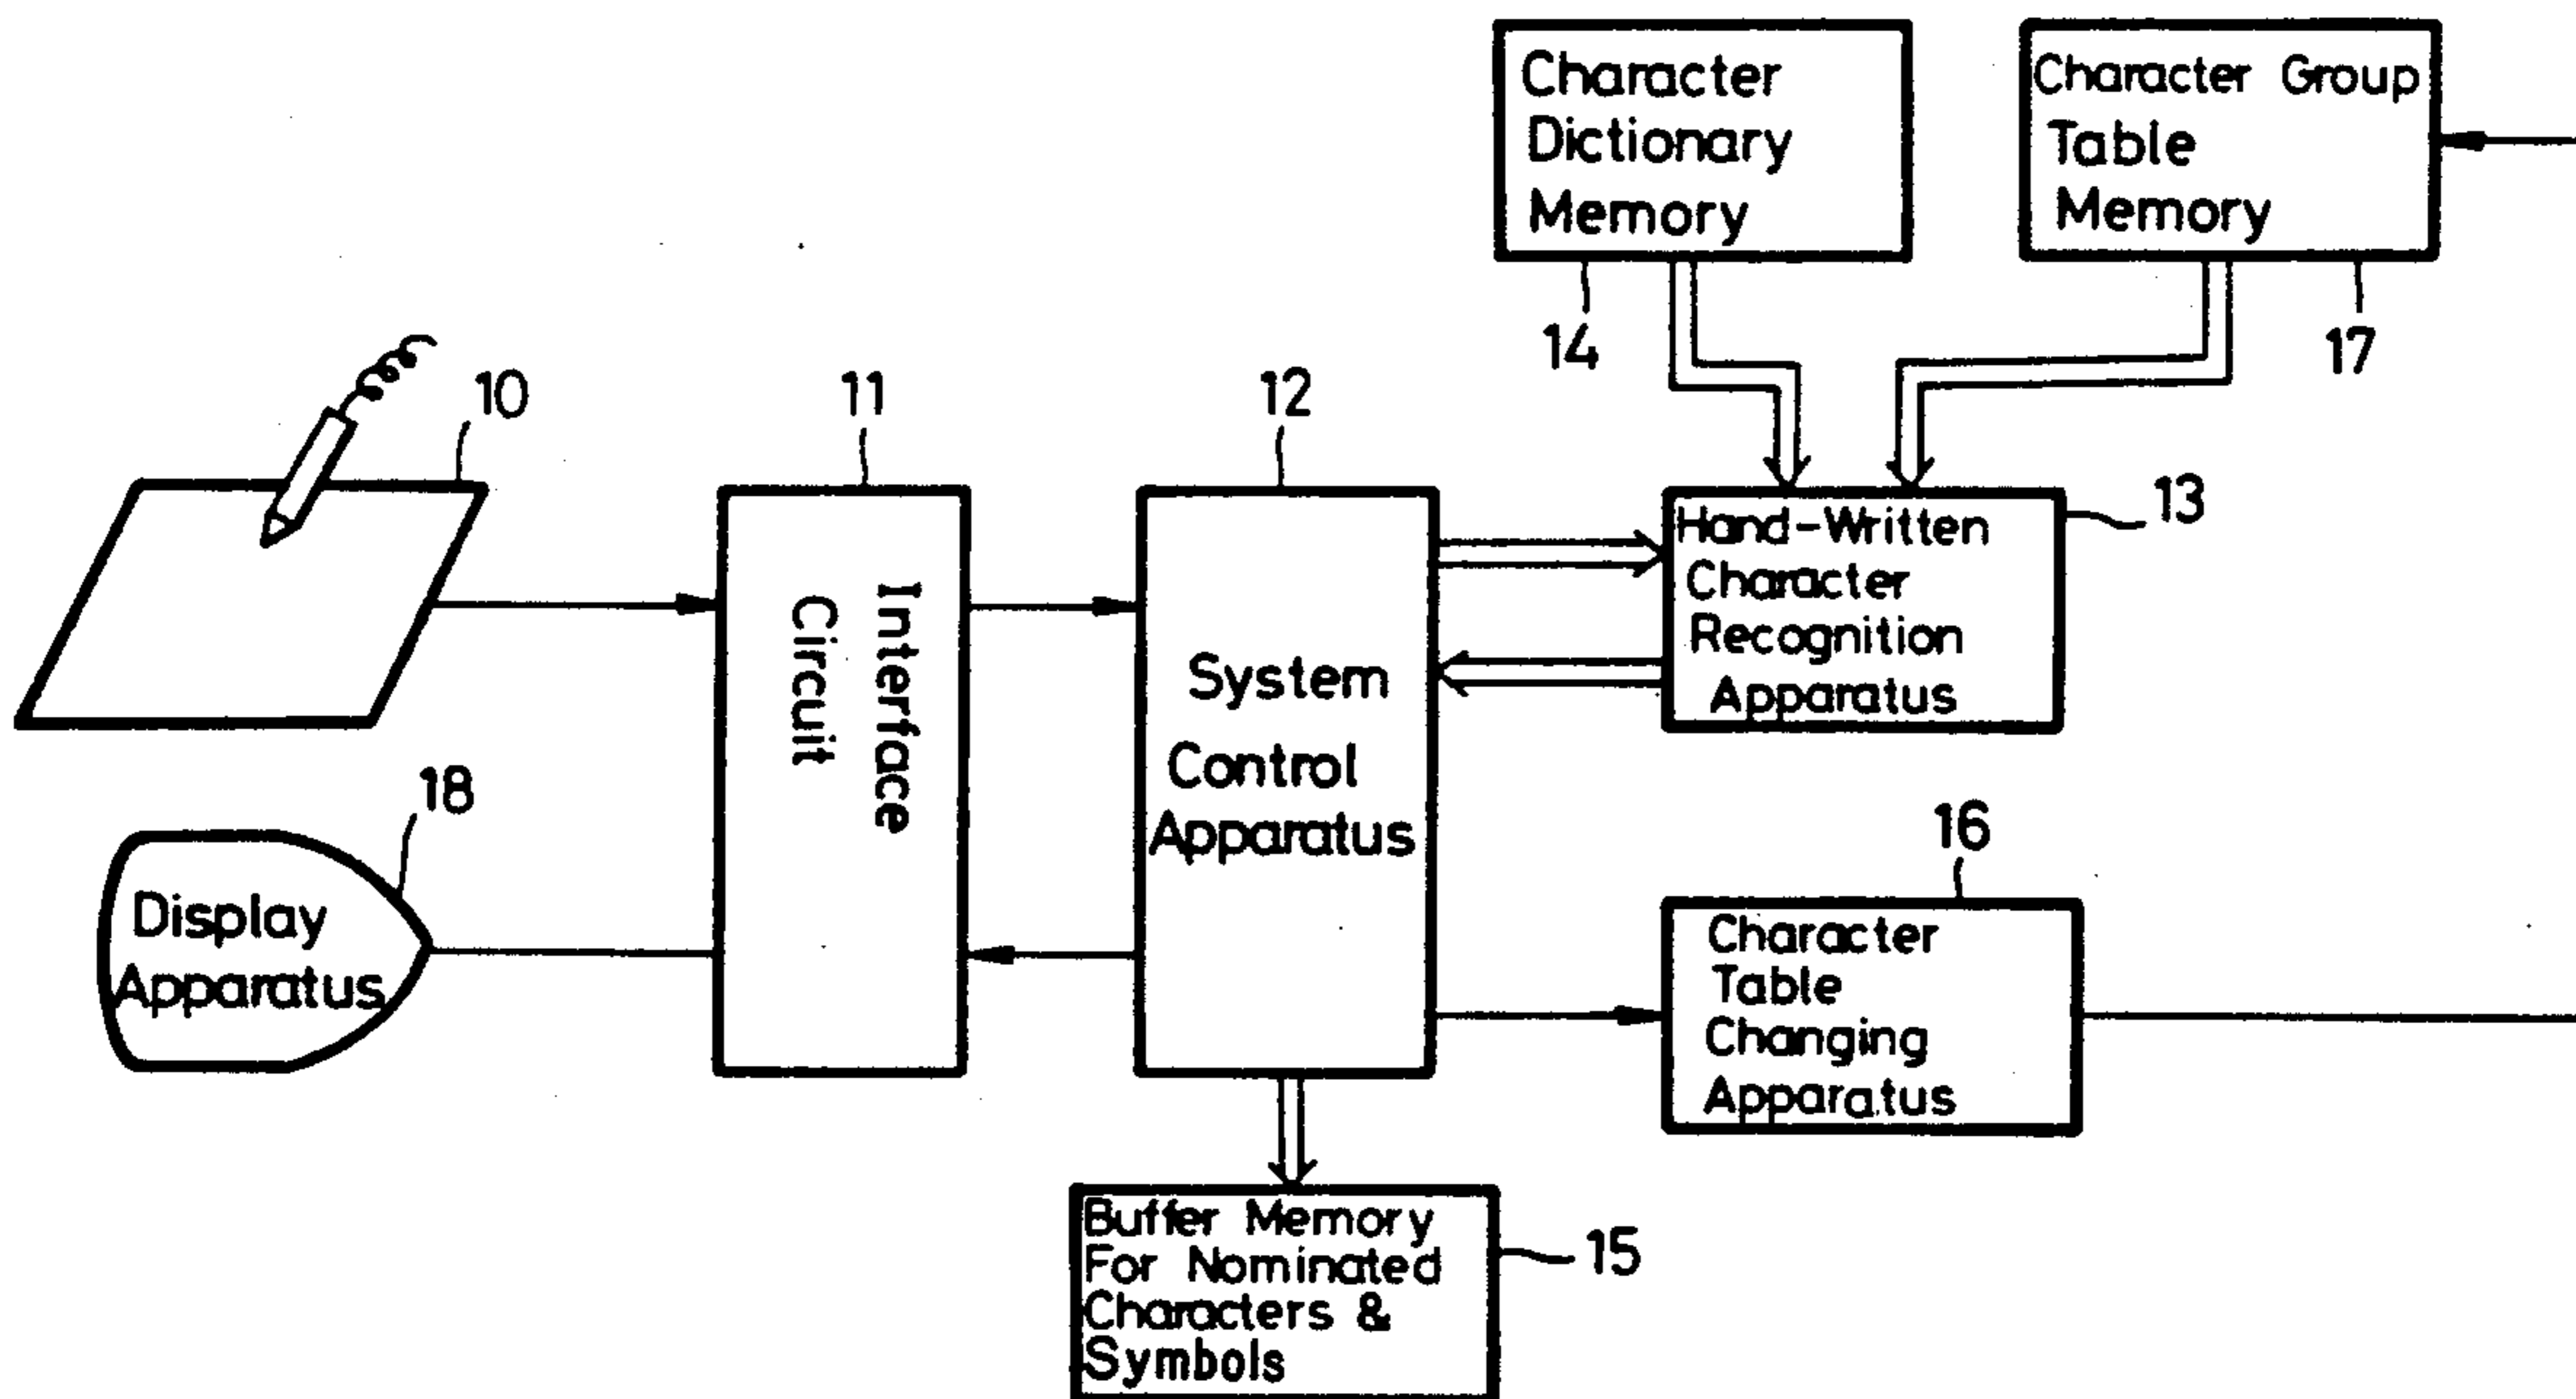 Character
Dictionary
Memory
14
Character Group
Table
Memory
17
10
11
12
Interface
Circuit
System
Control
Apparatus
Hand-Written
Character
Recognition
Apparatus
13
18
Display
Apparatus
16
Character
Table
Changing
Apparatus
Buffer Memory
For Nominated
Characters &
Symbols
15